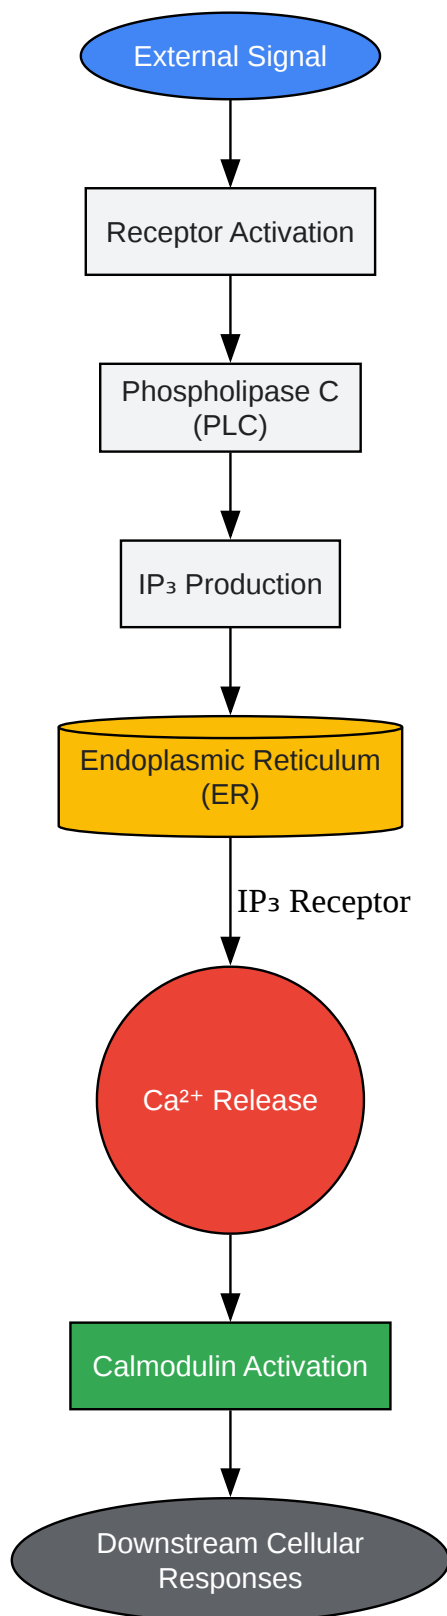 External Signal
Receptor Activation
Phospholipase C
(PLC)
IP₃ Production
Endoplasmic Reticulum
(ER)
IP₃ Receptor
Ca²⁺ Release
Calmodulin Activation
Downstream Cellular
Responses